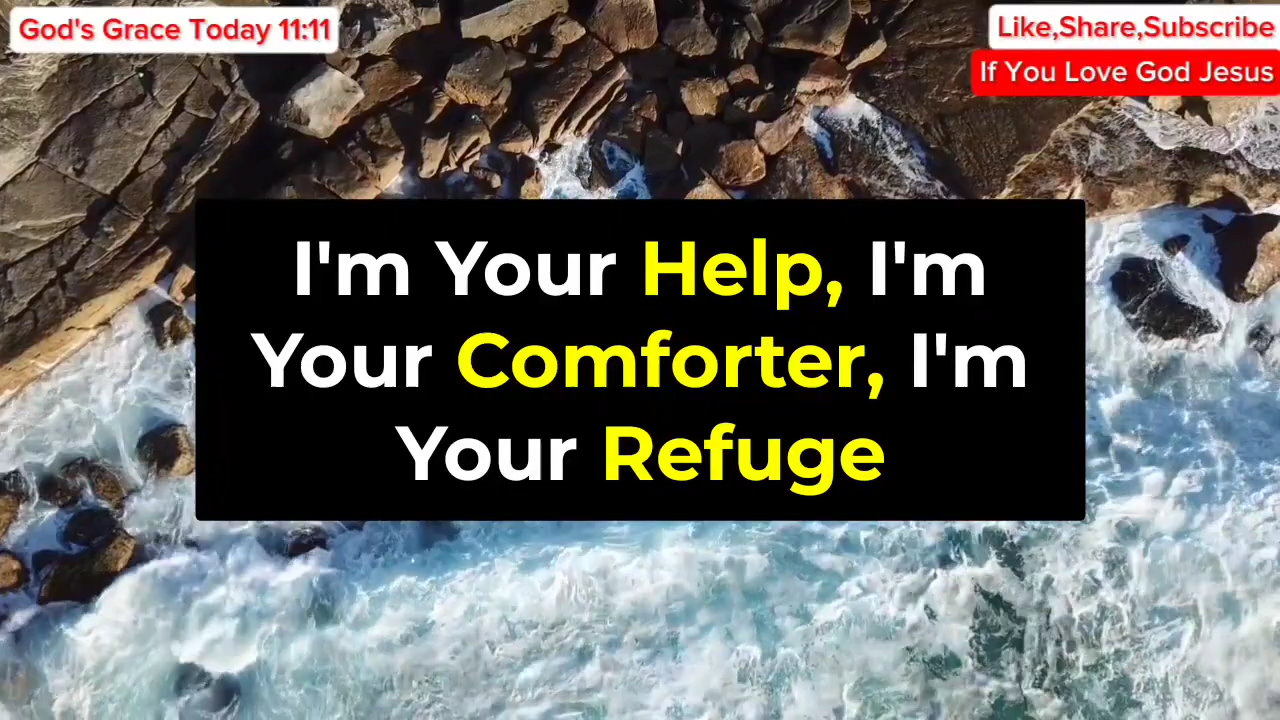 God's Grace Today 11:11
Like,Share,Subscribe
If You Love God Jesus
I'm Your Help, I'm
Your Comforter, I'm
Your Refuge